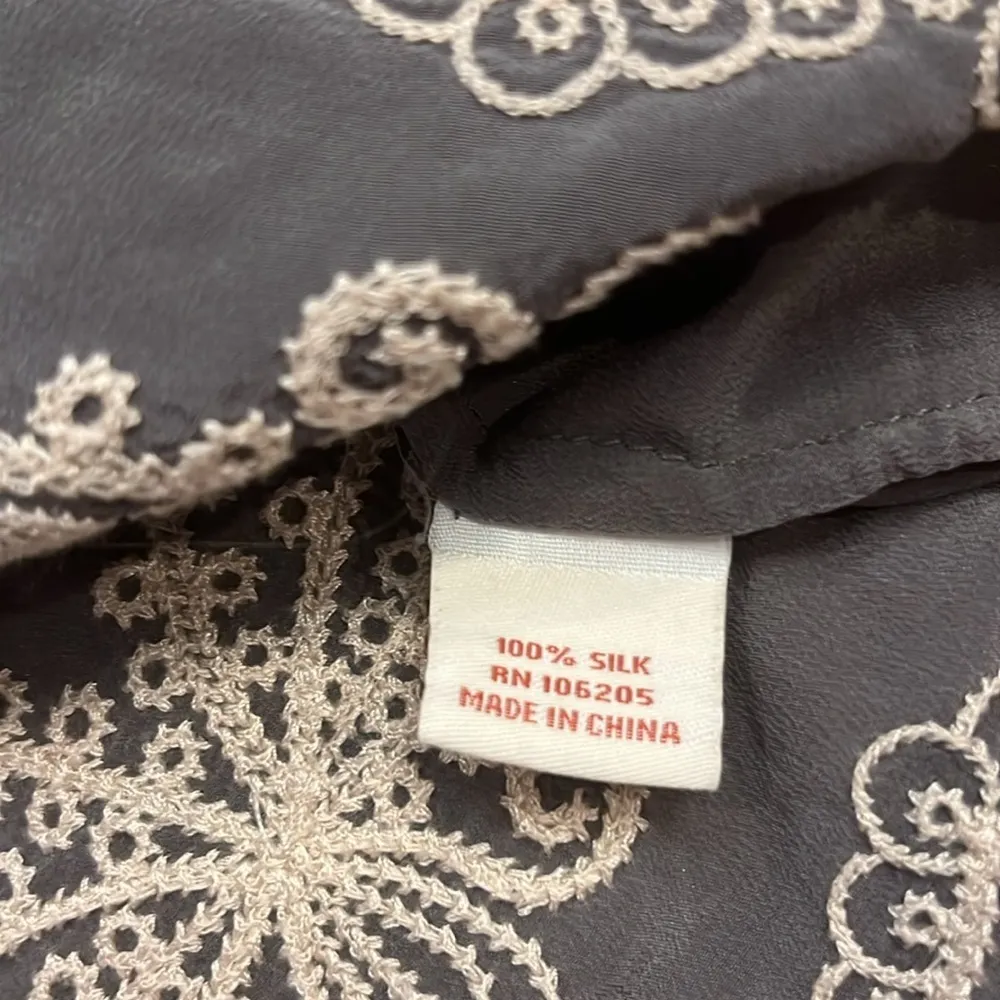 100% SILK
RN 106205
MADE IN CHINA